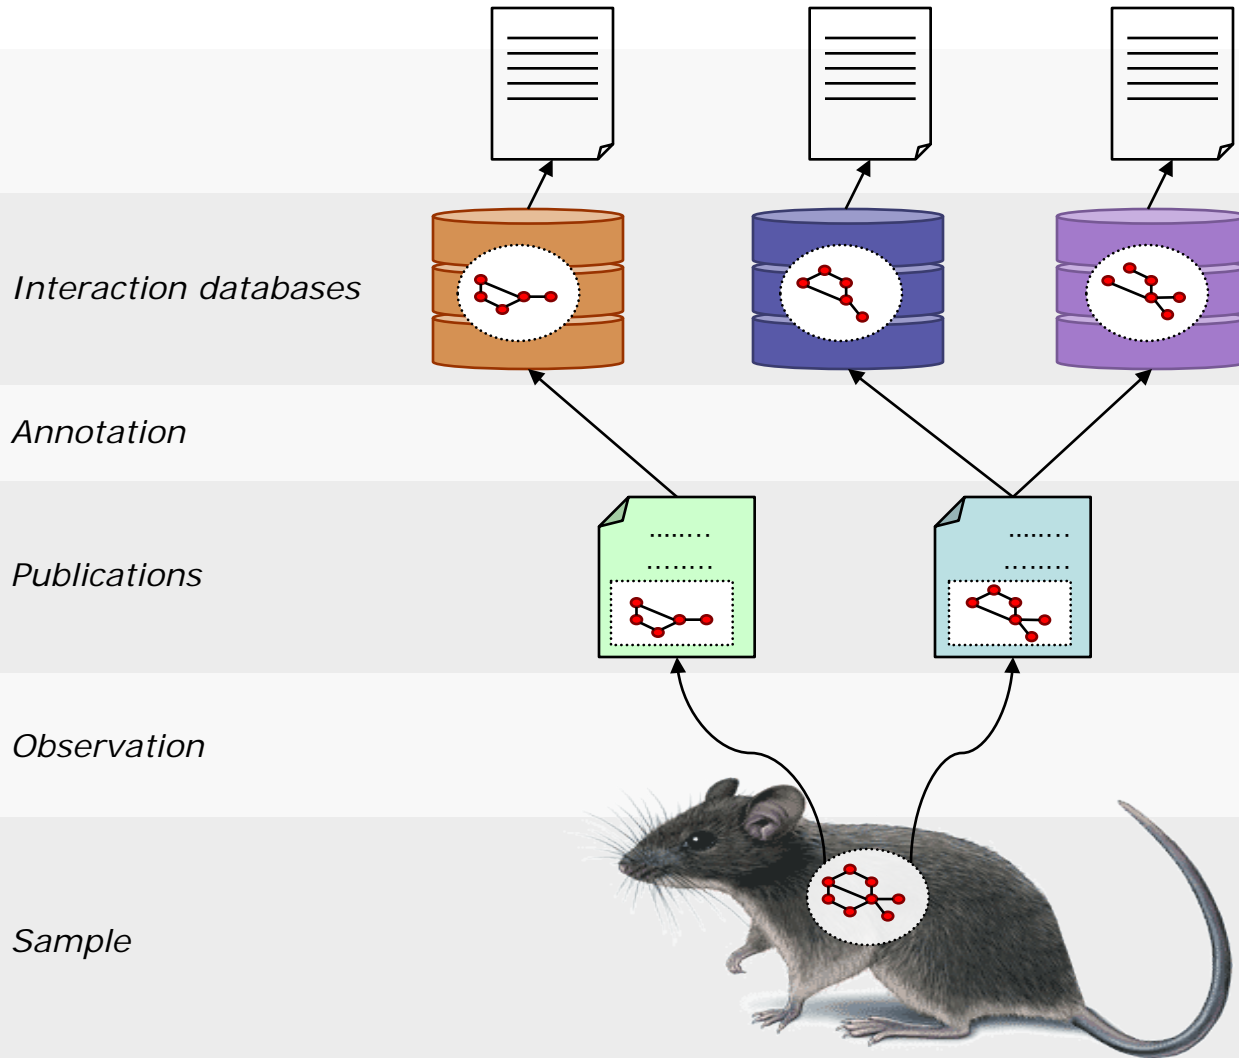 Interaction databases
Annotation
Publications
Observation
Sample